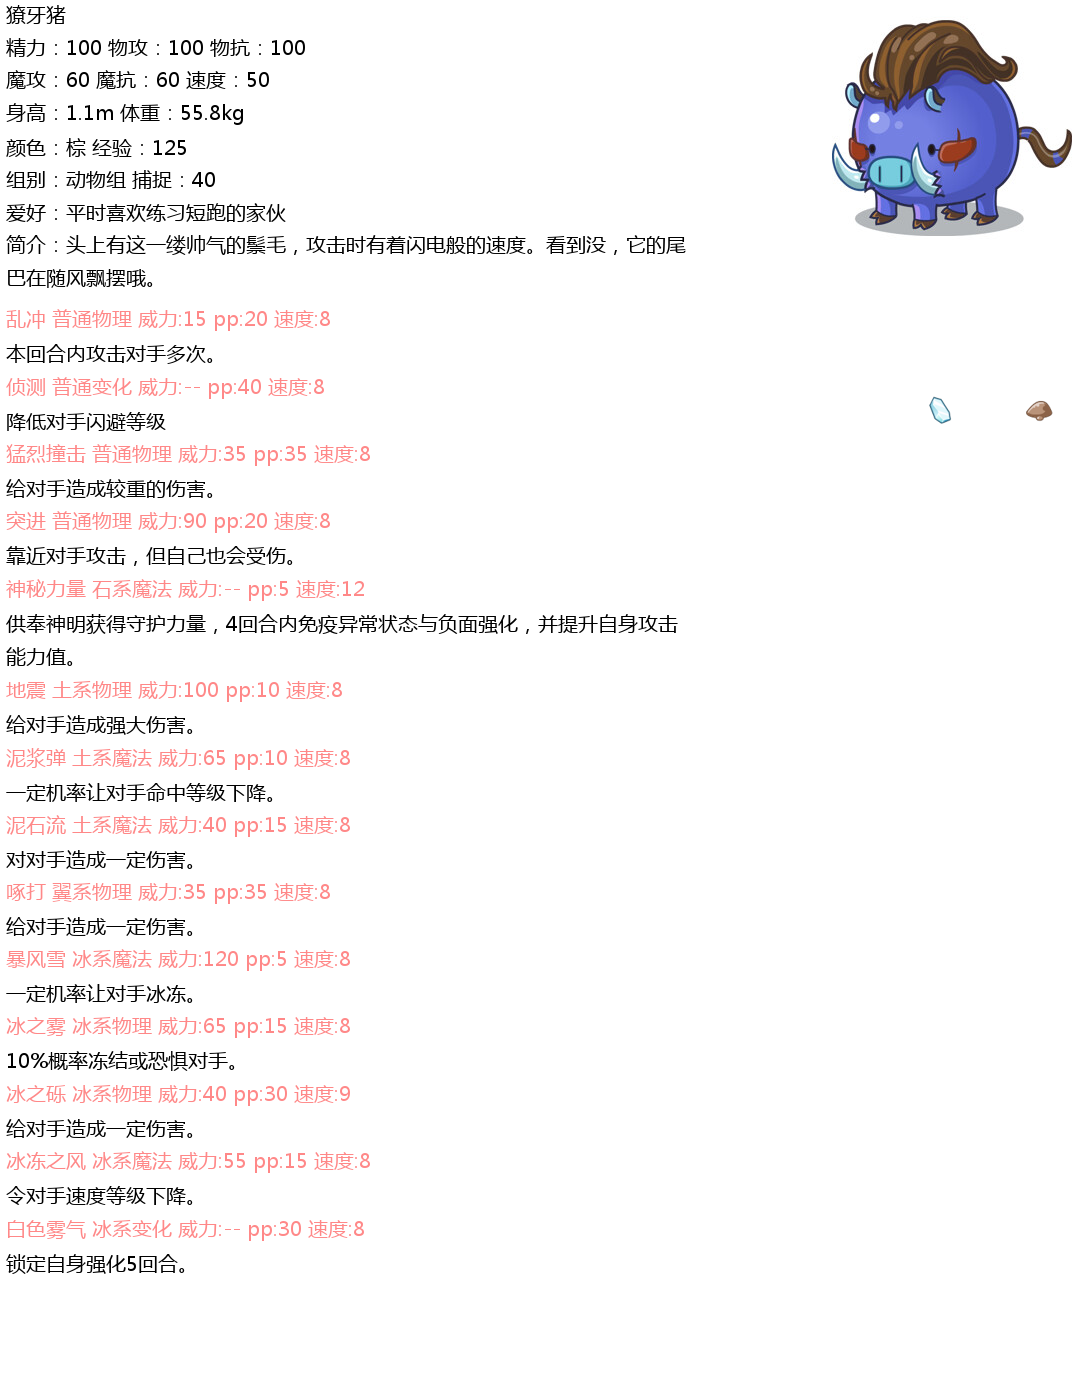 獠牙猪
精力：100 物攻：100 物抗：100
魔攻：60 魔抗：60 速度：50
身高：1.1m 体重：55.8kg
颜色：棕 经验：125
组别：动物组 捕捉：40
爱好：平时喜欢练习短跑的家伙
简介：头上有这一缕帅气的鬃毛，攻击时有着闪电般的速度。看到没，它的尾
巴在随风飘摆哦。
乱冲 普通物理 威力:15 pp:20 速度:8
本回合内攻击对手多次。
侦测 普通变化 威力:-- pp:40 速度:8
降低对手闪避等级
猛烈撞击 普通物理 威力:35 pp:35 速度:8
给对手造成较重的伤害。
突进 普通物理 威力:90 pp:20 速度:8
靠近对手攻击，但自己也会受伤。
神秘力量 石系魔法 威力:-- pp:5 速度:12
供奉神明获得守护力量，4回合内免疫异常状态与负面强化，并提升自身攻击
能力值。
地震 土系物理 威力:100 pp:10 速度:8
给对手造成强大伤害。
泥浆弹 土系魔法 威力:65 pp:10 速度:8
一定机率让对手命中等级下降。
泥石流 土系魔法 威力:40 pp:15 速度:8
对对手造成一定伤害。
啄打 翼系物理 威力:35 pp:35 速度:8
给对手造成一定伤害。
暴风雪 冰系魔法 威力:120 pp:5 速度:8
一定机率让对手冰冻。
冰之雾 冰系物理 威力:65 pp:15 速度:8
10%概率冻结或恐惧对手。
冰之砾 冰系物理 威力:40 pp:30 速度:9
给对手造成一定伤害。
冰冻之风 冰系魔法 威力:55 pp:15 速度:8
令对手速度等级下降。
白色雾气 冰系变化 威力:-- pp:30 速度:8
锁定自身强化5回合。